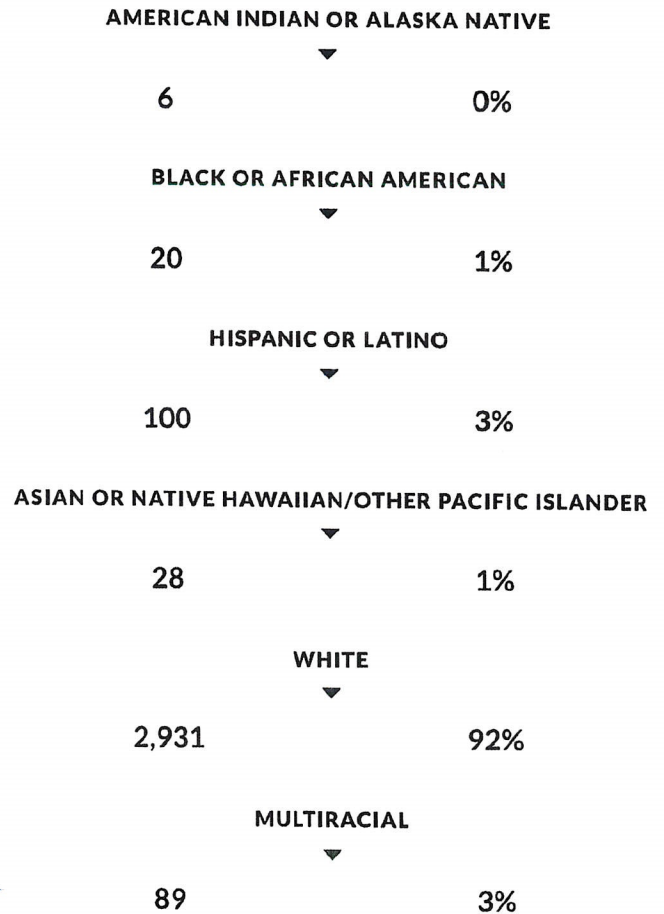 AMERICAN INDIAN OR ALASKA NATIVE
6 0%
BLACK OR AFRICAN AMERICAN
20 1%
HISPANIC OR LATINO
100 3%
ASIAN OR NATIVE HAWAIIAN/OTHER PACIFIC ISLANDER
28 1%
WHITE
2,931 92%
MULTIRACIAL
89 3%